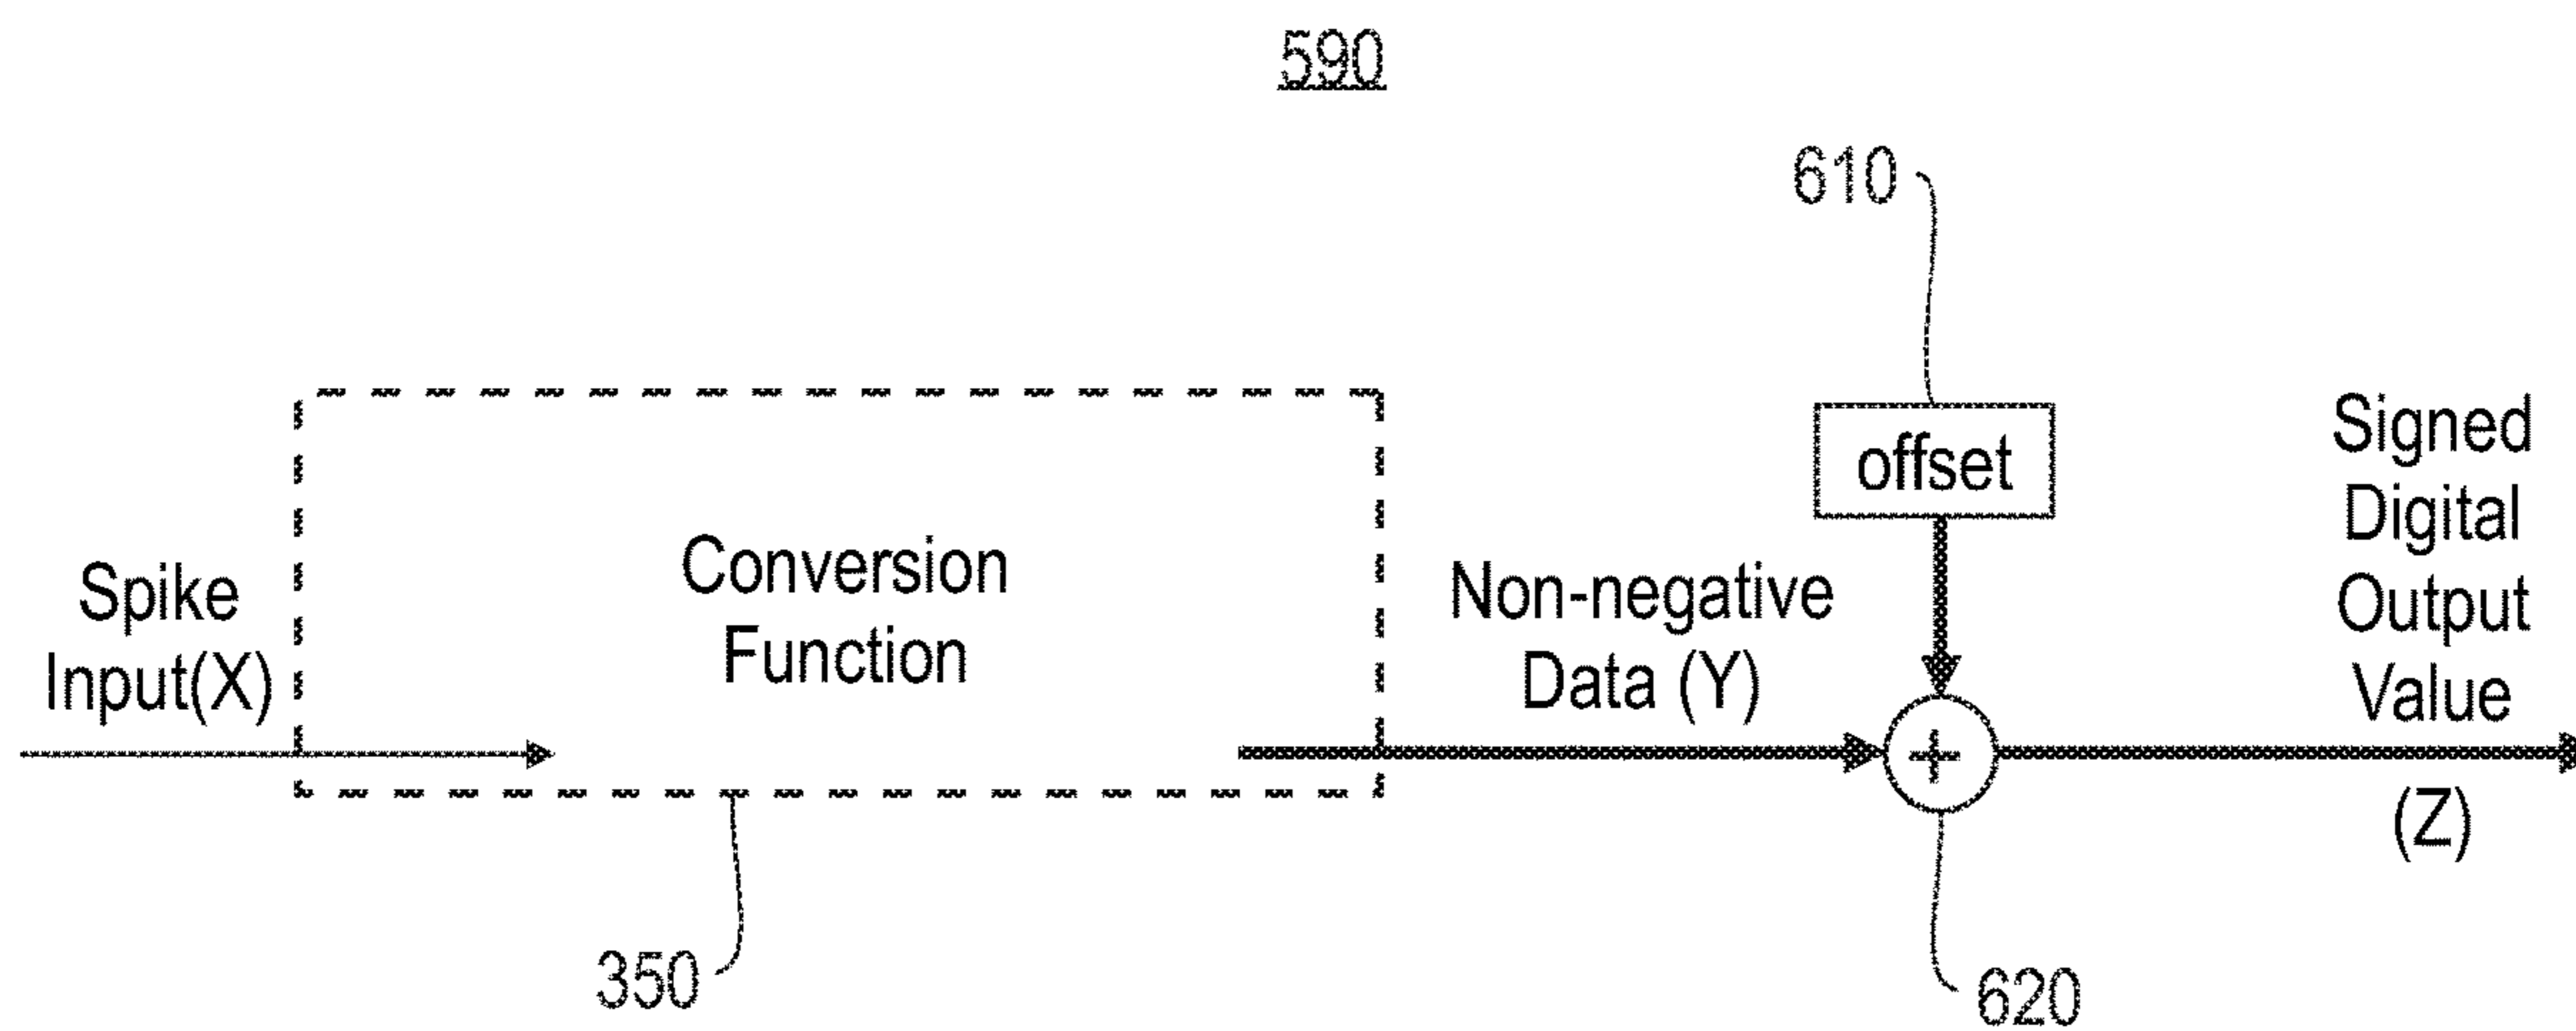 590
610
offset
Signed
Digital
Output
Value
(Z)
Conversion
Function
Spike
Input(X)
Non-negative
Data (Y)
+
350
620